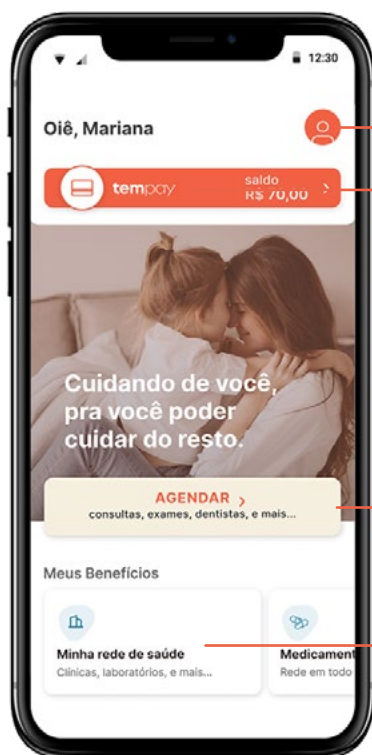 12:30
Oiê, Mariana
tempay
saldo
R$ 70,00
Cuidando de você,
pra você poder
cuidar do resto.
AGENDAR
consultas, exames, dentistas, e mais...
Meus Benefícios
Minha rede de saúde
Clínicas, laboratórios, e mais...
Medicament
Rede em todo